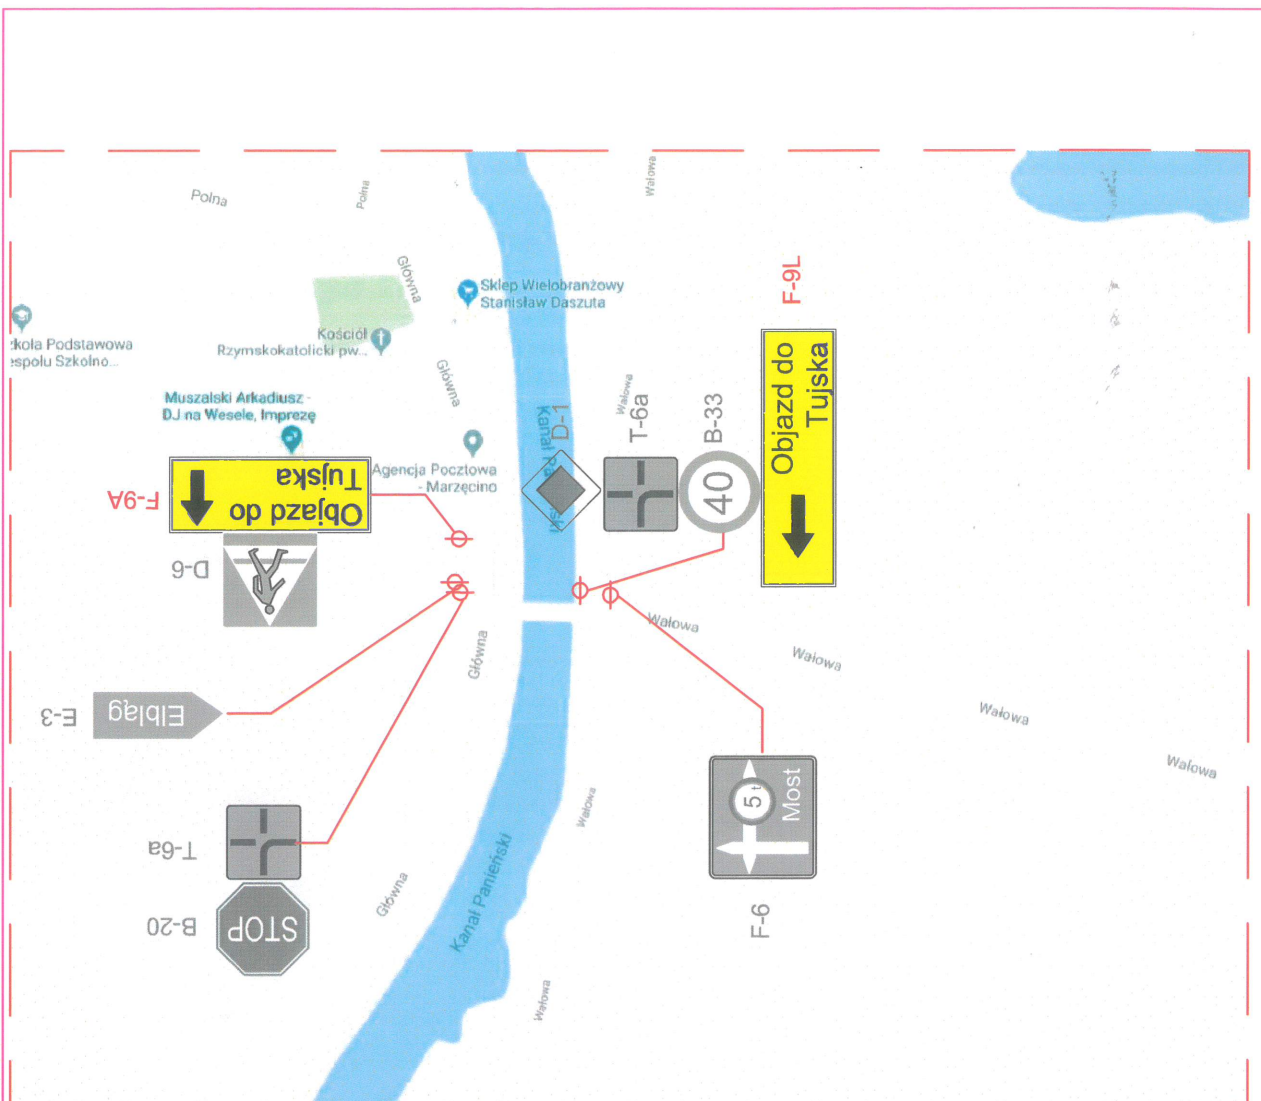 Polna
Polna
Wałowa
Główna
Sklep Wielobranżowy
Stanisław Daszuta
F-9L
Kościół
Rzymskokatolicki pw...
zkoła Podstawowa
espołu Szkolno...
Główna
Wałowa
Muszalski Arkadiusz -
DJ na Wesele, Imprezę
Objazd do
Tujska
Kanał
D-1
T-6a
B-33
40
Agencja Pocztowa
- Marzęcino
F-9A
Objazd do
Tujska
D-6
Główna
Wałowa
Wałowa
Wałowa
Wałowa
E-3
Elbląg
5 t
Most
F-6
Wałowa
T-6a
Kanał Panieński
Główna
B-20
STOP
Wałowa